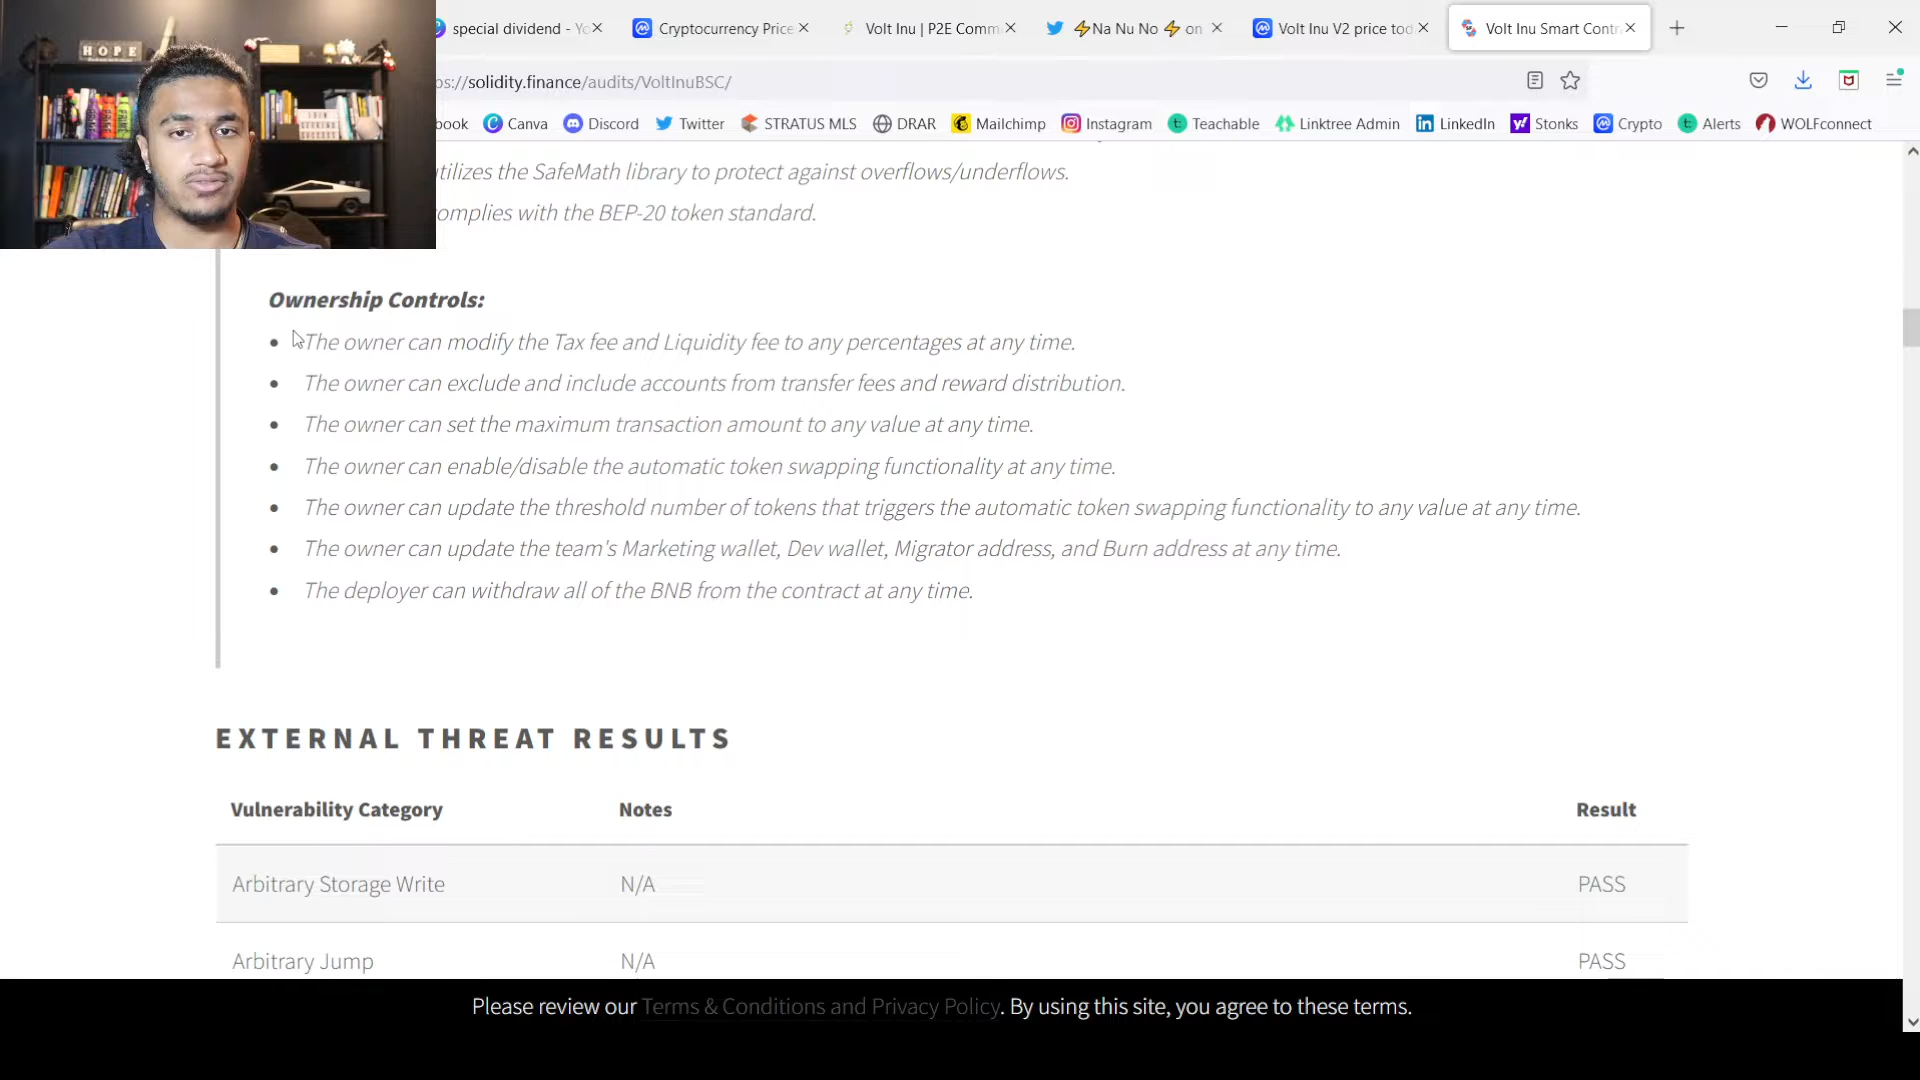 HOPE
special dividend - Yo
Cryptocurrency Price
Volt Inu | P2E Comm
⚡Na Nu No ⚡ on
Volt Inu V2 price tod
Volt Inu Smart Contr
ps://solidity.finance/audits/VoltInuBSC/
book
Canva
Discord
Twitter
STRATUS MLS
DRAR
Mailchimp
Instagram
Teachable
Linktree Admin
LinkedIn
Stonks
Crypto
Alerts
WOLFconnect
utilizes the SafeMath library to protect against overflows/underflows.
complies with the BEP-20 token standard.
Ownership Controls:
• The owner can modify the Tax fee and Liquidity fee to any percentages at any time.
• The owner can exclude and include accounts from transfer fees and reward distribution.
• The owner can set the maximum transaction amount to any value at any time.
• The owner can enable/disable the automatic token swapping functionality at any time.
• The owner can update the threshold number of tokens that triggers the automatic token swapping functionality to any value at any time.
• The owner can update the team's Marketing wallet, Dev wallet, Migrator address, and Burn address at any time.
• The deployer can withdraw all of the BNB from the contract at any time.
EXTERNAL THREAT RESULTS
Vulnerability Category Notes Result
Arbitrary Storage Write N/A PASS
Arbitrary Jump N/A PASS
Please review our Terms & Conditions and Privacy Policy. By using this site, you agree to these terms.